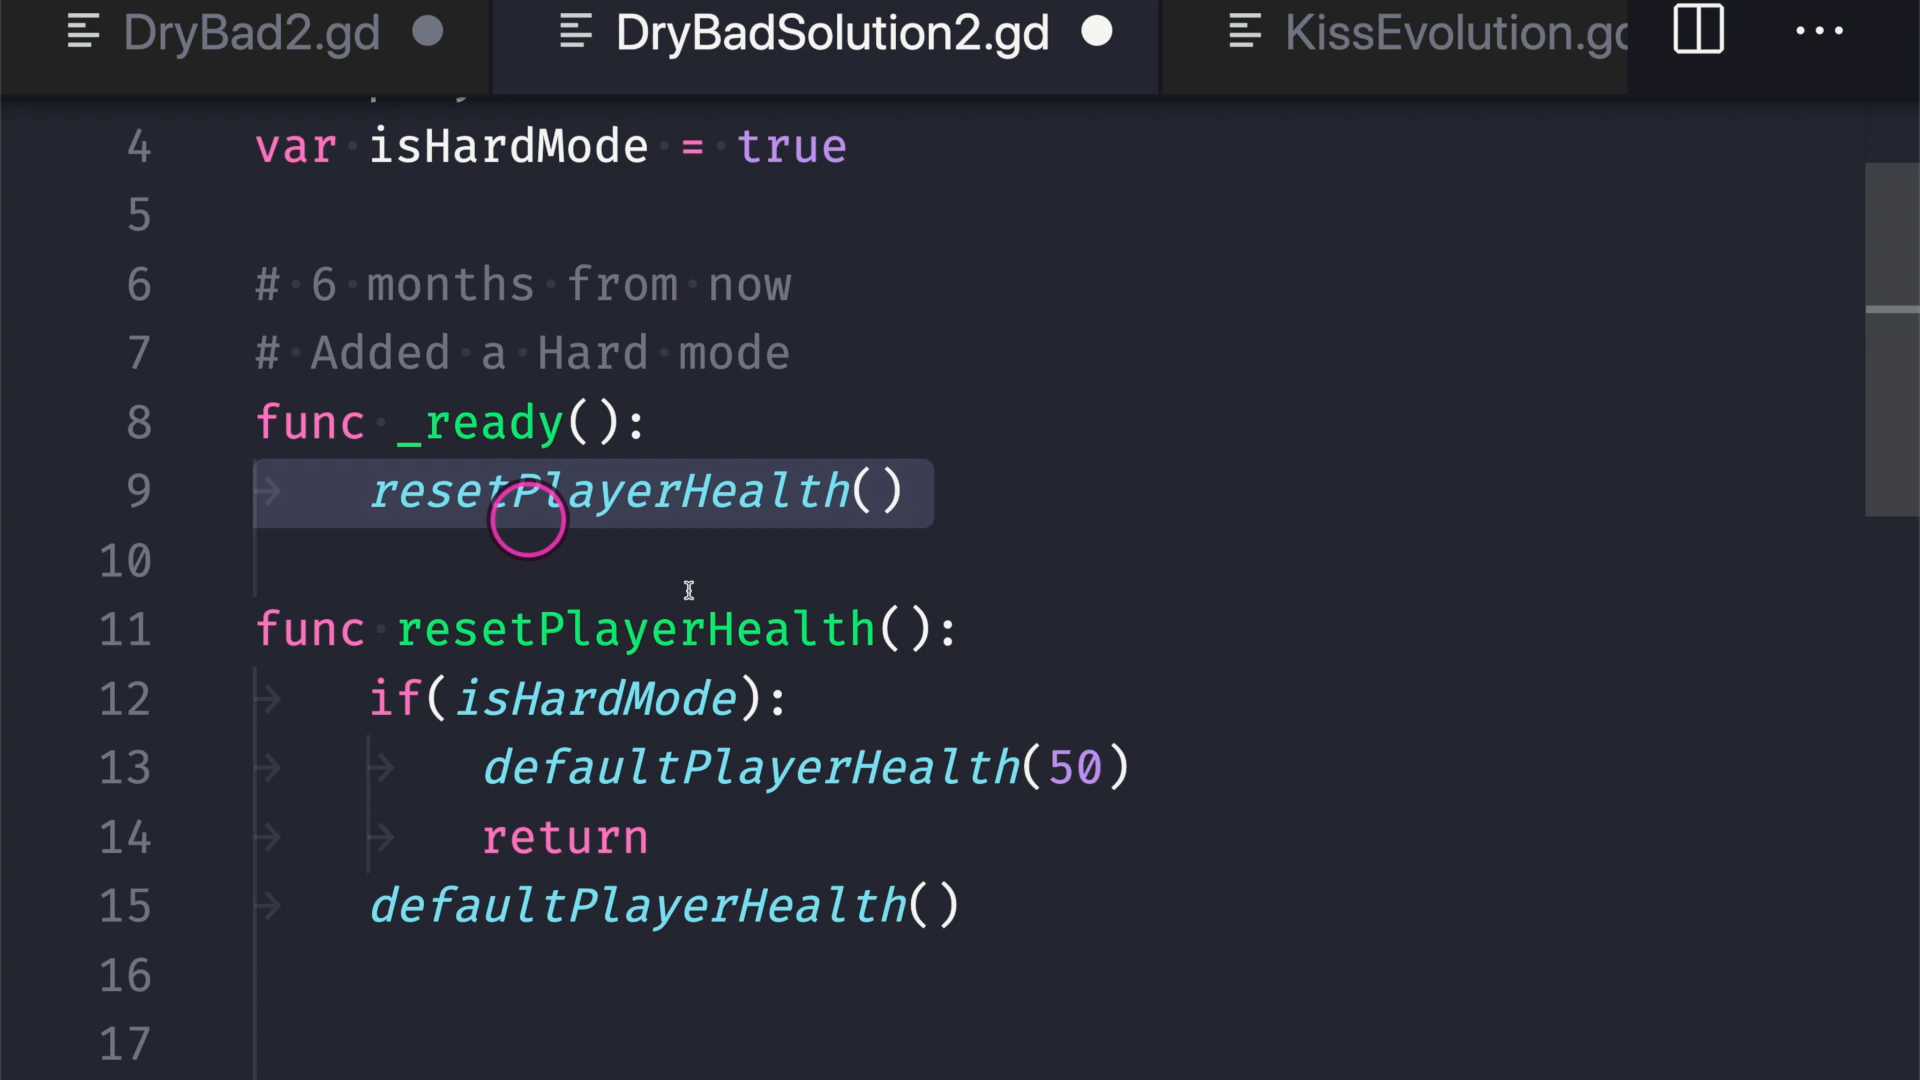 DryBad2.gd
DryBadSolution2.gd
KissEvolution.gd
4 var isHardMode = true
5
6 # 6 months from now
7 # Added a Hard mode
8 func _ready():
9 resetPlayerHealth()
10
11 func resetPlayerHealth():
12 if(isHardMode):
13 defaultPlayerHealth(50)
14 return
15 defaultPlayerHealth()
16
17